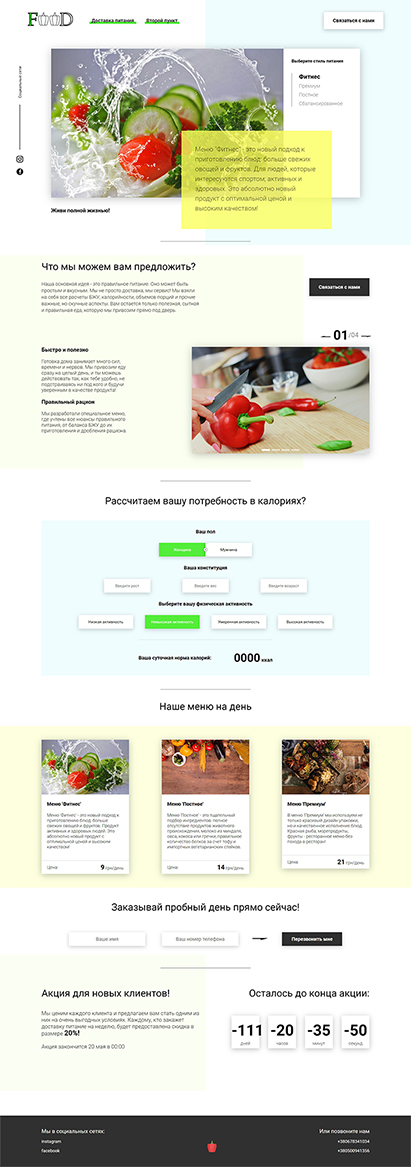 FOOD
Доставка питания
Второй пункт
Связаться с нами
Социальные сети
Выберите стиль питания
Фитнес
Премиум
Постное
Сбалансированное
Меню "Фитнес" - это новый подход к
приготовлению блюд: больше свежих
овощей и фруктов. Для людей, которые
интересуются спортом; активных и
здоровых. Это абсолютно новый
продукт с оптимальной ценой и
высоким качеством!
Живи полной жизнью!
Что мы можем вам предложить?
Наша основная идея - это правильное питание. Оно может быть
простым и вкусным. Мы не просто доставка, мы сервис! Мы взяли
на себя все расчеты БЖУ, калорийности, объемов порций и прочие
важные, но скучные аспекты. Вам остается только полезная, сытная
и правильная еда, которую мы привозим прямо под дверь.
Связаться с нами
01/04
Быстро и полезно
Готовка дома занимает много сил,
времени и нервов. Мы привозим еду
сразу на целый день, и ты можешь
действовать так, как тебе удобно, не
подстраиваясь ни под кого и будучи
уверенным в качестве продукта!
Правильный рацион
Мы разработали специальное меню,
где учтены все нюансы правильного
питания, от баланса БЖУ до их
приготовления и дробления рациона.
Рассчитаем вашу потребность в калориях?
Ваш пол
Женщина
Мужчина
Ваша конституция
Введите рост
Введите вес
Введите возраст
Выберите вашу физическая активность
Низкая активность
Невысокая активность
Умеренная активность
Высокая активность
Ваша суточная норма калорий:
0000 ккал
Наше меню на день
Меню 'Фитнес'
Меню 'Фитнес' - это новый подход к
приготовлению блюд: больше
свежих овощей и фруктов. Продукт
активных и здоровых людей. Это
абсолютно новый продукт с
оптимальной ценой и высоким
качеством!
Цена:
9 грн/день
Меню 'Постное'
Меню 'Постное' - это тщательный
подбор ингредиентов: полное
отсутствие продуктов животного
происхождения, молоко из миндаля,
овса, кокоса или гречки, правильное
количество белков за счет тофу и
импортных вегетарианских стейков.
Цена:
14 грн/день
Меню 'Премиум'
В меню 'Премиум' мы используем не
только красивый дизайн упаковки,
но и качественное исполнение блюд.
Красная рыба, морепродукты,
фрукты - ресторанное меню без
похода в ресторан!
Цена:
21 грн/день
Заказывай пробный день прямо сейчас!
Ваше имя
Ваш номер телефона
Перезвонить мне
Акция для новых клиентов!
Мы ценим каждого клиента и предлагаем вам стать одним из
них на очень выгодных условиях. Каждому, кто закажет
доставку питание на неделю, будет предоставлена скидка в
размере 20%!
Акция закончится 20 мая в 00:00
Осталось до конца акции:
-111
-20
-35
-50
дней
часов
минут
секунд
Мы в социальных сетях:
Instagram
Facebook
Или позвоните нам
+380678341034
+380500941356